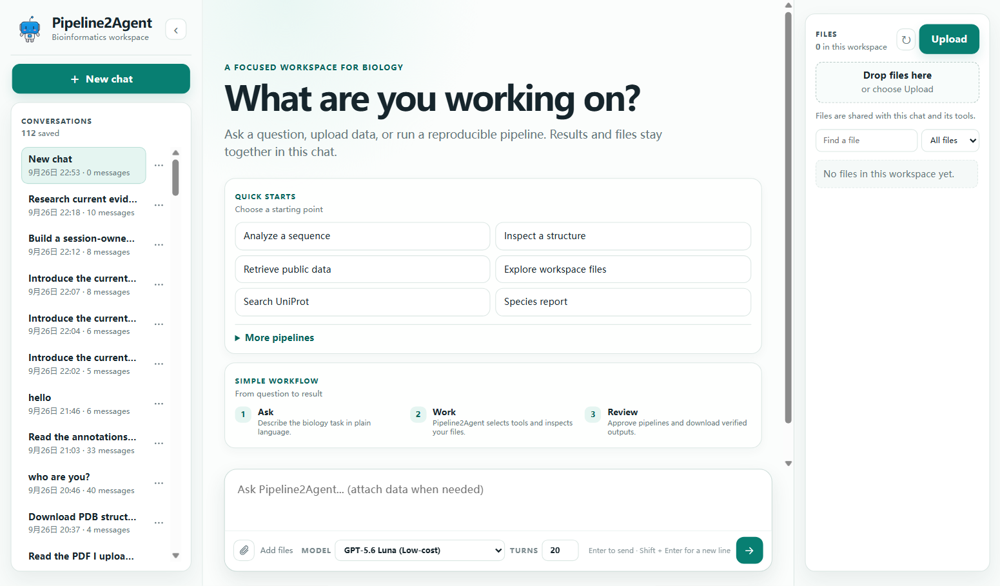 Pipeline2Agent
Bioinformatics workspace
‹
+ New chat
CONVERSATIONS
112 saved
New chat
9月26日 22:53 · 0 messages
Research current evid...
9月26日 22:18 · 10 messages
Build a session-owne...
9月26日 22:12 · 8 messages
Introduce the current...
9月26日 22:07 · 8 messages
Introduce the current...
9月26日 22:04 · 6 messages
Introduce the current...
9月26日 22:02 · 5 messages
hello
9月26日 21:46 · 6 messages
Read the annotations...
9月26日 21:03 · 33 messages
who are you?
9月26日 20:46 · 40 messages
Download PDB struct...
9月26日 20:37 · 4 messages
Read the PDF I uploa...
A FOCUSED WORKSPACE FOR BIOLOGY
What are you working on?
Ask a question, upload data, or run a reproducible pipeline. Results and files stay
together in this chat.
QUICK STARTS
Choose a starting point
Analyze a sequence
Inspect a structure
Retrieve public data
Explore workspace files
Search UniProt
Species report
More pipelines
SIMPLE WORKFLOW
From question to result
1 Ask
Describe the biology task in plain
language.
2 Work
Pipeline2Agent selects tools and inspects
your files.
3 Review
Approve pipelines and download verified
outputs.
Ask Pipeline2Agent... (attach data when needed)
Add files MODEL GPT-5.6 Luna (Low-cost) TURNS 20 Enter to send · Shift + Enter for a new line
FILES
0 in this workspace
Upload
Drop files here
or choose Upload
Files are shared with this chat and its tools.
Find a file
All files
No files in this workspace yet.